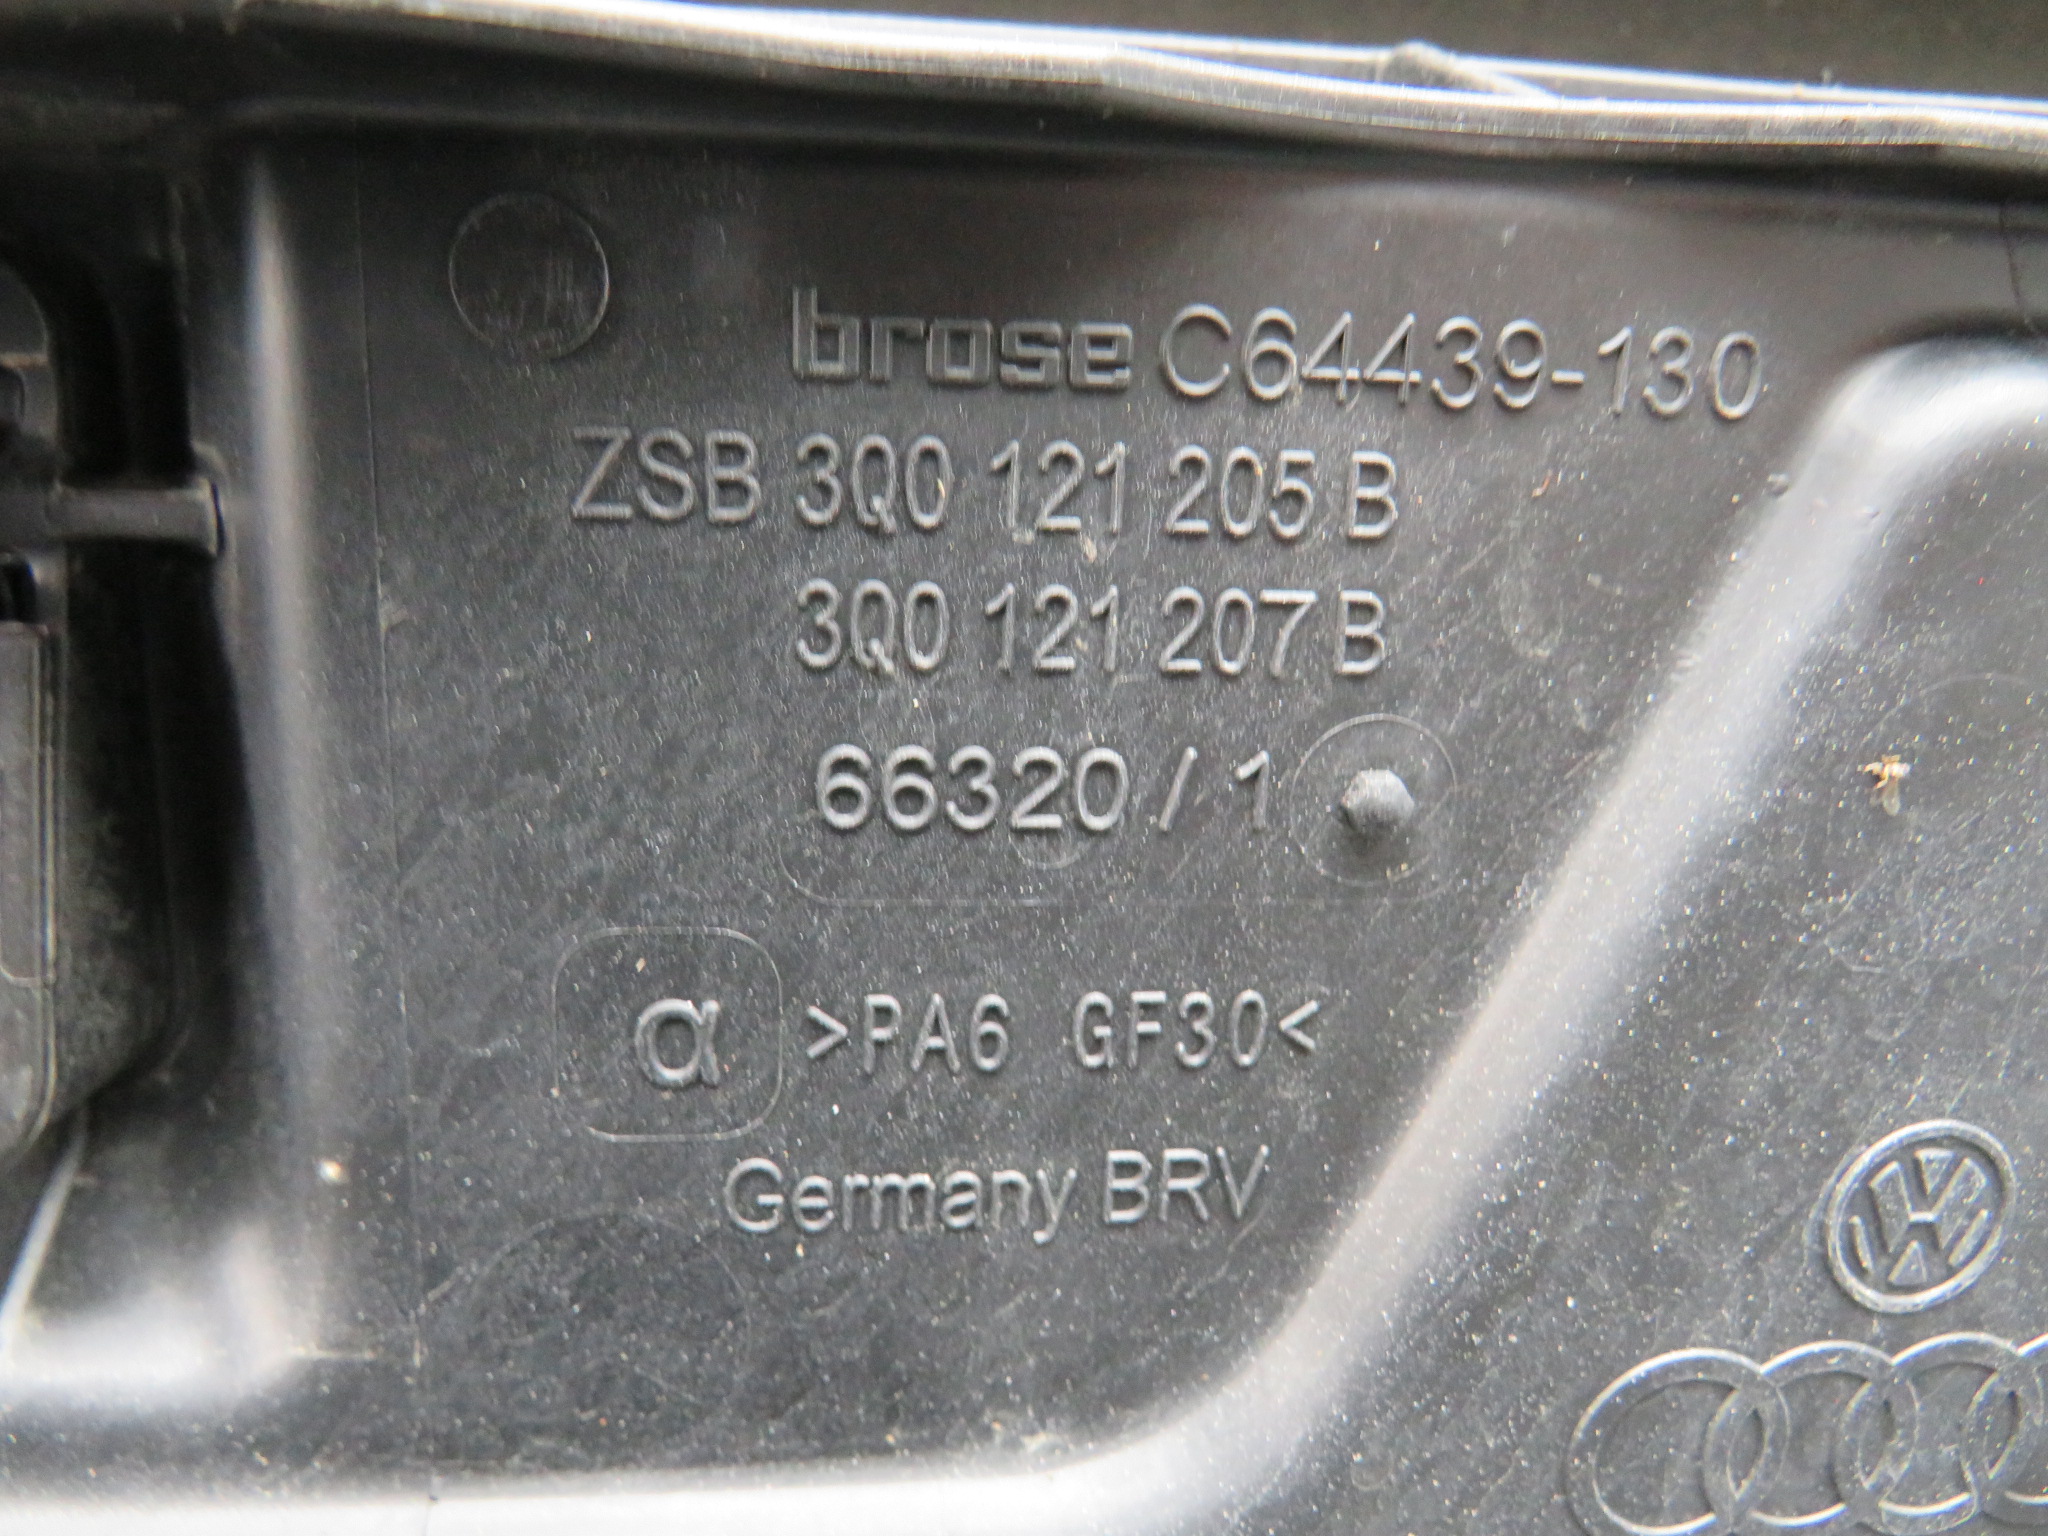 brose C64439-130
ZSB 3Q0 121 205 B
3Q0 121 207 B
66320 / 1
α >PA6 GF30<
Germany BRV